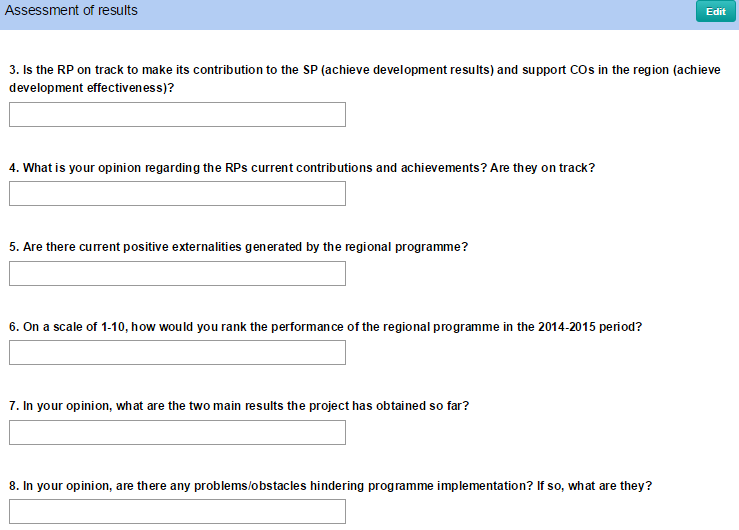 Assessment of results
Edit
3. Is the RP on track to make its contribution to the SP (achieve development results) and support COs in the region (achieve
development effectiveness)?
4. What is your opinion regarding the RPs current contributions and achievements? Are they on track?
5. Are there current positive externalities generated by the regional programme?
6. On a scale of 1-10, how would you rank the performance of the regional programme in the 2014-2015 period?
7. In your opinion, what are the two main results the project has obtained so far?
8. In your opinion, are there any problems/obstacles hindering programme implementation? If so, what are they?